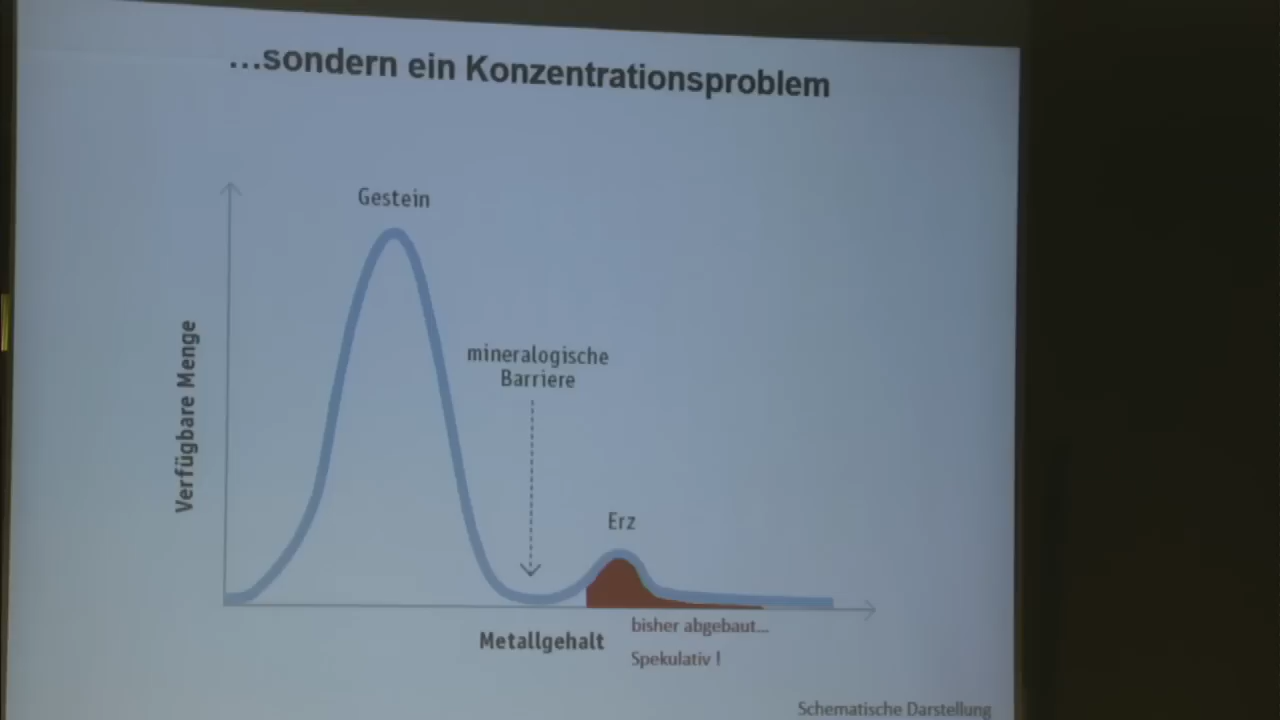 ...sondern ein Konzentrationsproblem
Gestein
Verfügbare Menge
mineralogische
Barriere
Erz
Metallgehalt
bisher abgebaut...
Spekulativ !
Schematische Darstellung